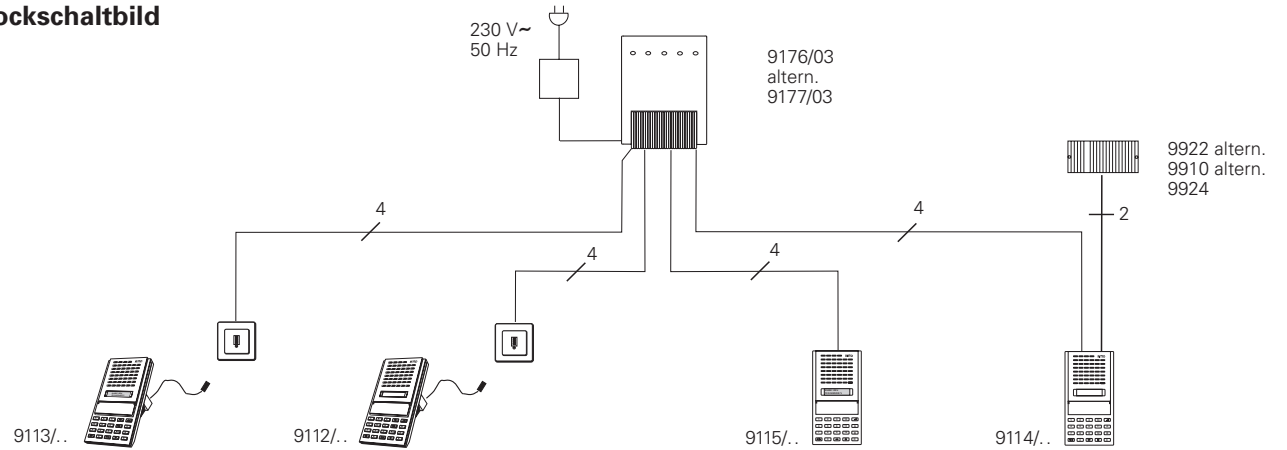 ockschaltbild
230 V~
50 Hz
9176/03
altern.
9177/03
9922 altern.
9910 altern.
9924
4
4
2
4
4
9113/. .
9112/. .
9115/. .
9114/. .